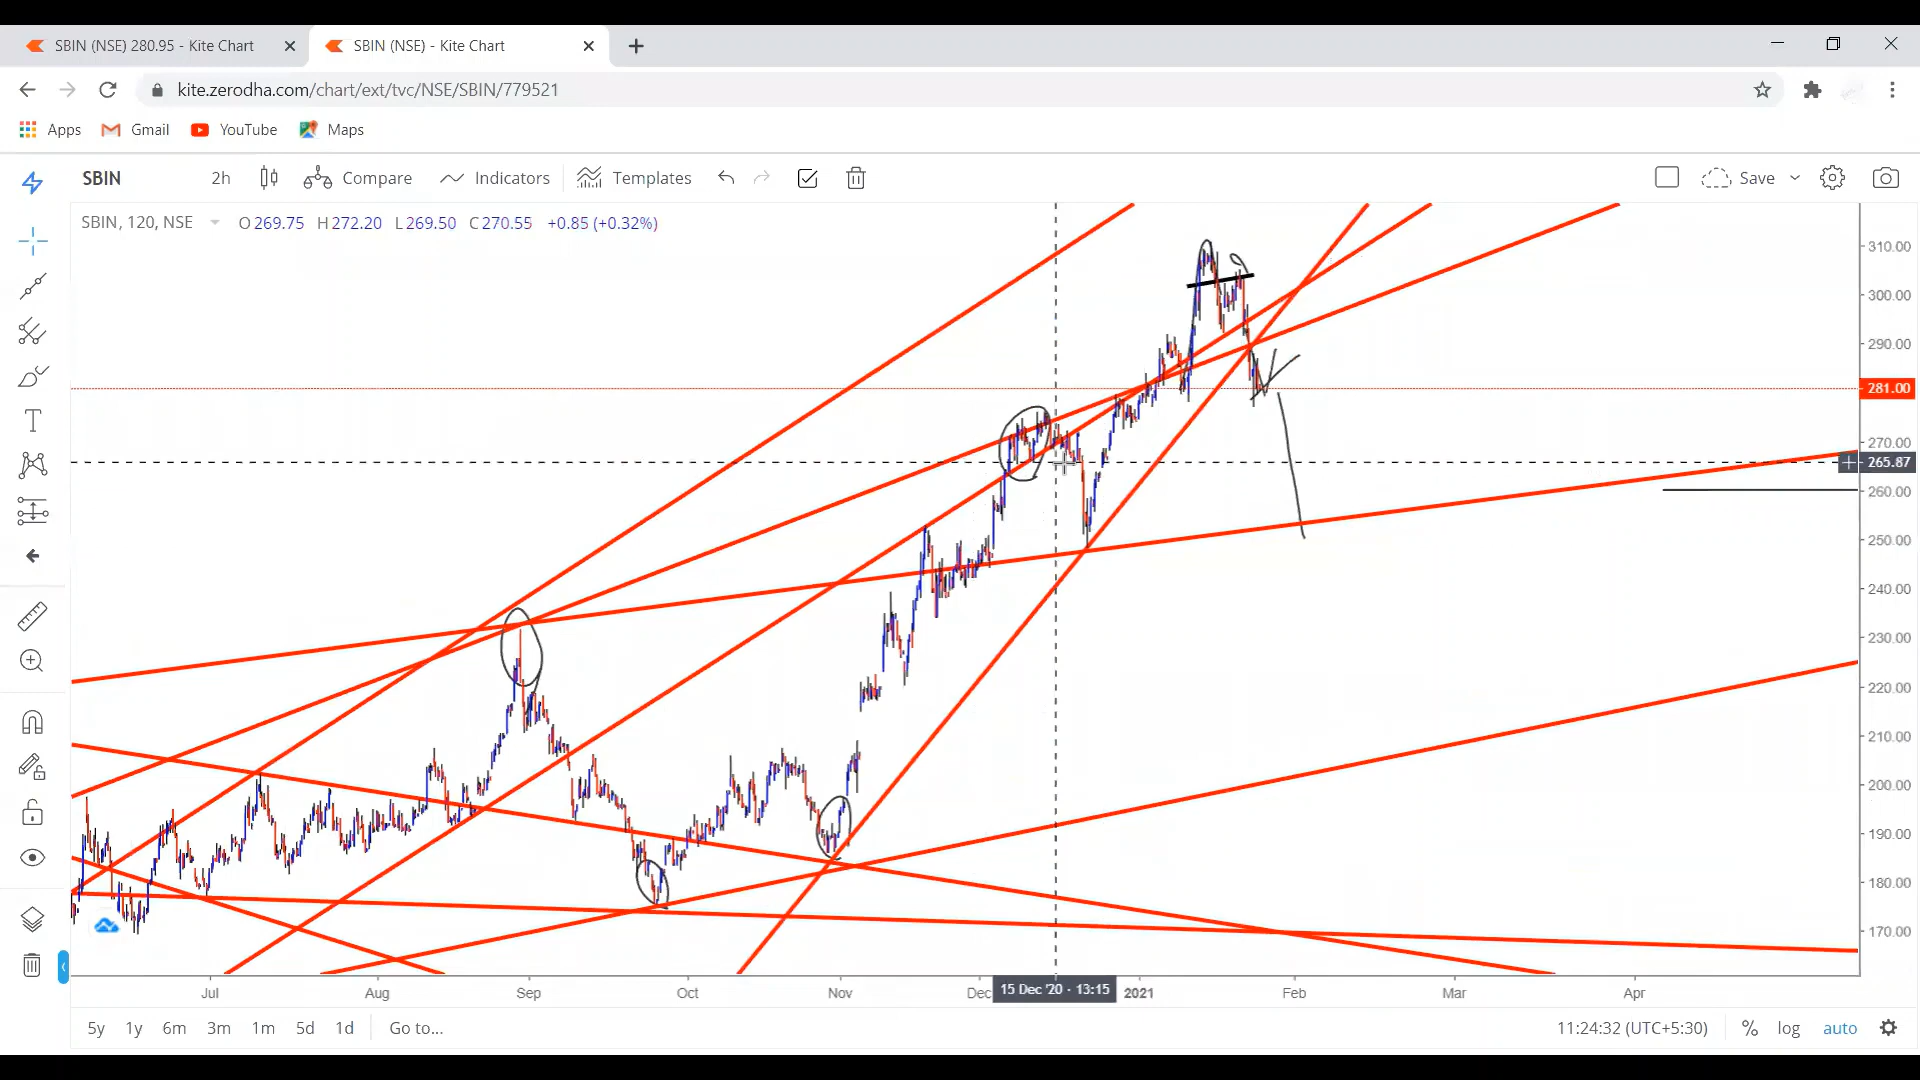 SBIN (NSE) 280.95 - Kite Chart
SBIN (NSE) - Kite Chart
kite.zerodha.com/chart/ext/tvc/NSE/SBIN/779521
Apps Gmail YouTube Maps
SBIN 2h Compare Indicators Templates Save
SBIN, 120, NSE O269.75 H272.20 L269.50 C270.55 +0.85 (+0.32%)
310.00
300.00
290.00
281.00
270.00
265.87
260.00
250.00
240.00
230.00
220.00
210.00
200.00
190.00
180.00
170.00
Jul Aug Sep Oct Nov Dec 15 Dec '20 - 13:15 2021 Feb Mar Apr
5y 1y 6m 3m 1m 5d 1d Go to... 11:24:32 (UTC+5:30) % log auto